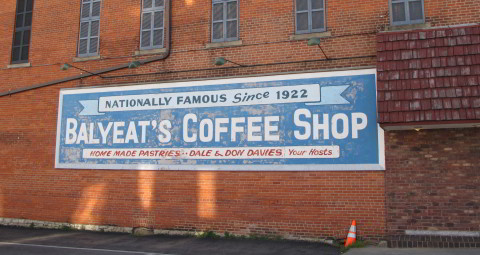 NATIONALLY FAMOUS Since 1922
BALYEAT'S COFFEE SHOP
HOME MADE PASTRIES · · DALE & DON DAVIES, Your Hosts